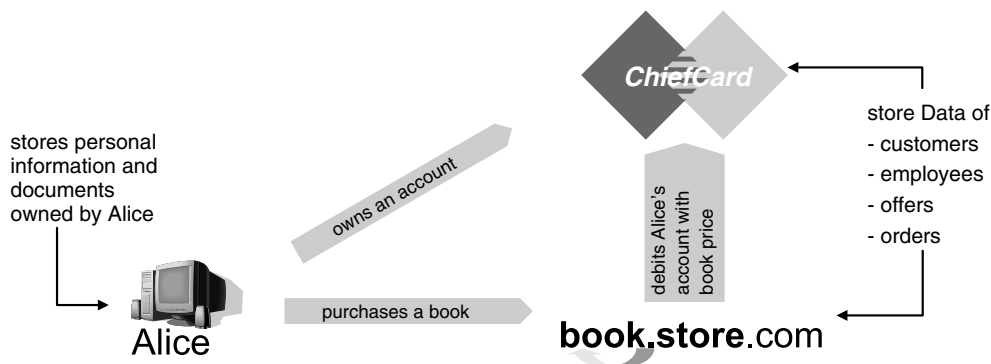 ChiefCard
stores personal
information and
documents
owned by Alice
owns an account
debits Alice's
account with
book price
store Data of
- customers
- employees
- offers
- orders
purchases a book
Alice
book.store.com